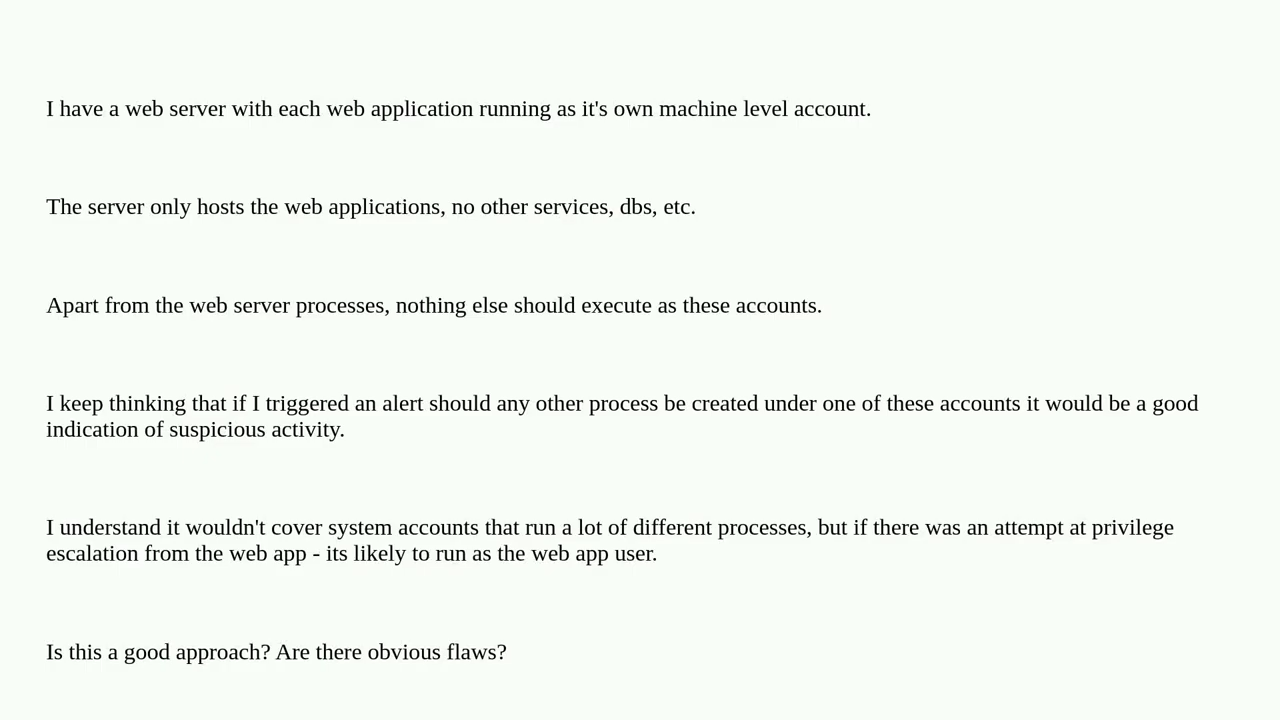 I have a web server with each web application running as it's own machine level account.
The server only hosts the web applications, no other services, dbs, etc.
Apart from the web server processes, nothing else should execute as these accounts.
I keep thinking that if I triggered an alert should any other process be created under one of these accounts it would be a good
indication of suspicious activity.
I understand it wouldn't cover system accounts that run a lot of different processes, but if there was an attempt at privilege
escalation from the web app - its likely to run as the web app user.
Is this a good approach? Are there obvious flaws?